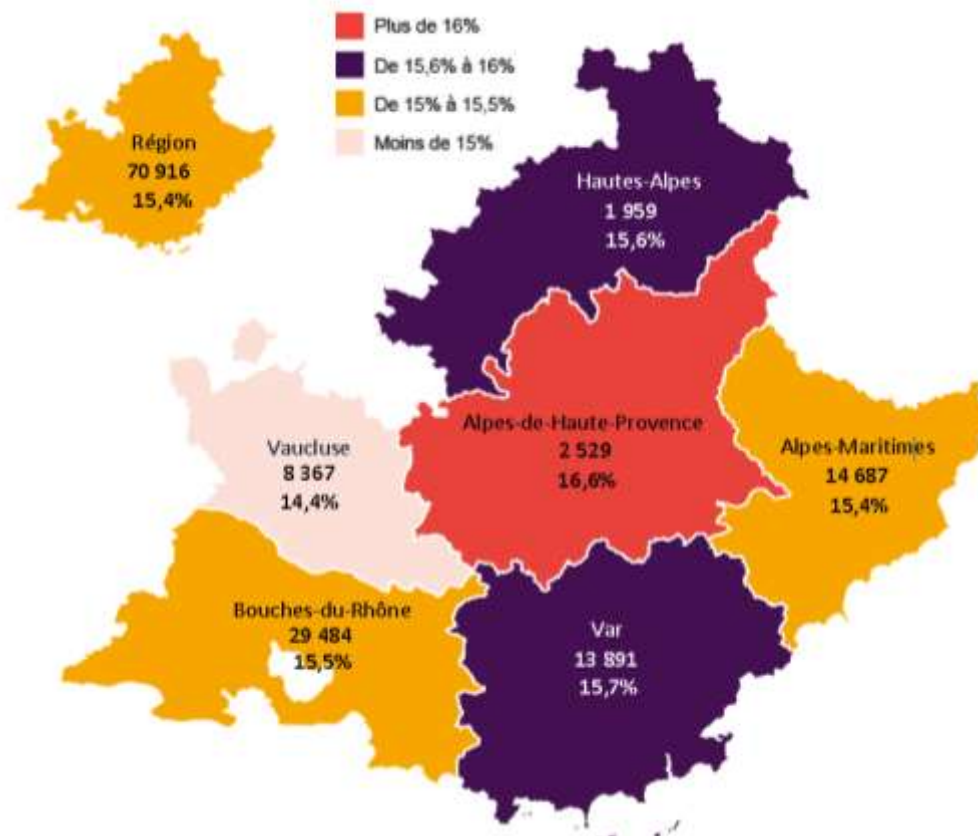 Plus de 16%
De 15,6% à 16%
De 15% à 15,5%
Moins de 15%
Région
70 916
15,4%
Hautes-Alpes
1 959
15,6%
Alpes-de-Haute-Provence
2 529
16,6%
Vaucluse
8 367
14,4%
Alpes-Maritimes
14 687
15,4%
Bouches-du-Rhône
29 484
15,5%
Var
13 891
15,7%